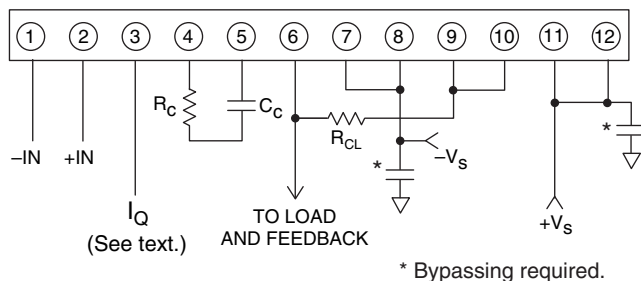 1 2 3 4 5 6 7 8 9 10 11 12
R_C C_C
R_CL
–IN +IN
* –V_S
*
I_Q
(See text.)
TO LOAD
AND FEEDBACK
+V_S
* Bypassing required.